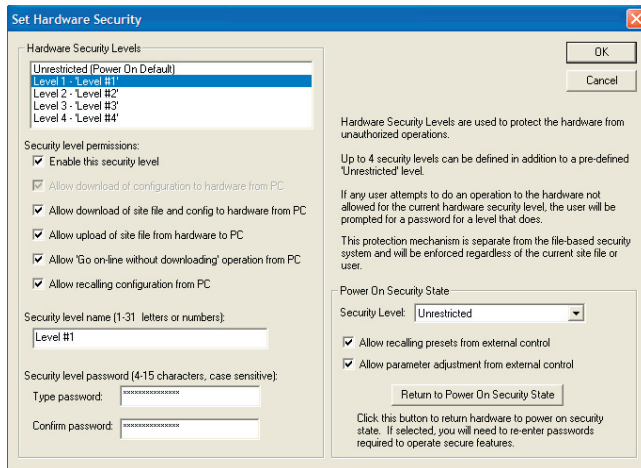 Set Hardware Security
Hardware Security Levels
Unrestricted (Power On Default)
Level 1 - 'Level #1'
Level 2 - 'Level #2'
Level 3 - 'Level #3'
Level 4 - 'Level #4'
Security level permissions:
Enable this security level
Allow download of configuration to hardware from PC
Allow download of site file and config to hardware from PC
Allow upload of site file from hardware to PC
Allow 'Go on-line without downloading' operation from PC
Allow recalling configuration from PC
Security level name (1-31 letters or numbers):
Level #1
Security level password (4-15 characters, case sensitive):
Type password:
xxxxxxxxxxxxxxx
Confirm password:
xxxxxxxxxxxxxxx
OK
Cancel
Hardware Security Levels are used to protect the hardware from
unauthorized operations.
Up to 4 security levels can be defined in addition to a pre-defined
'Unrestricted' level.
If any user attempts to do an operation to the hardware not
allowed for the current hardware security level, the user will be
prompted for a password for a level that does.
This protection mechanism is separate from the file-based security
system and will be enforced regardless of the current site file or
user.
Power On Security State
Security Level: Unrestricted
Allow recalling presets from external control
Allow parameter adjustment from external control
Return to Power On Security State
Click this button to return hardware to power on security
state. If selected, you will need to re-enter passwords
required to operate secure features.